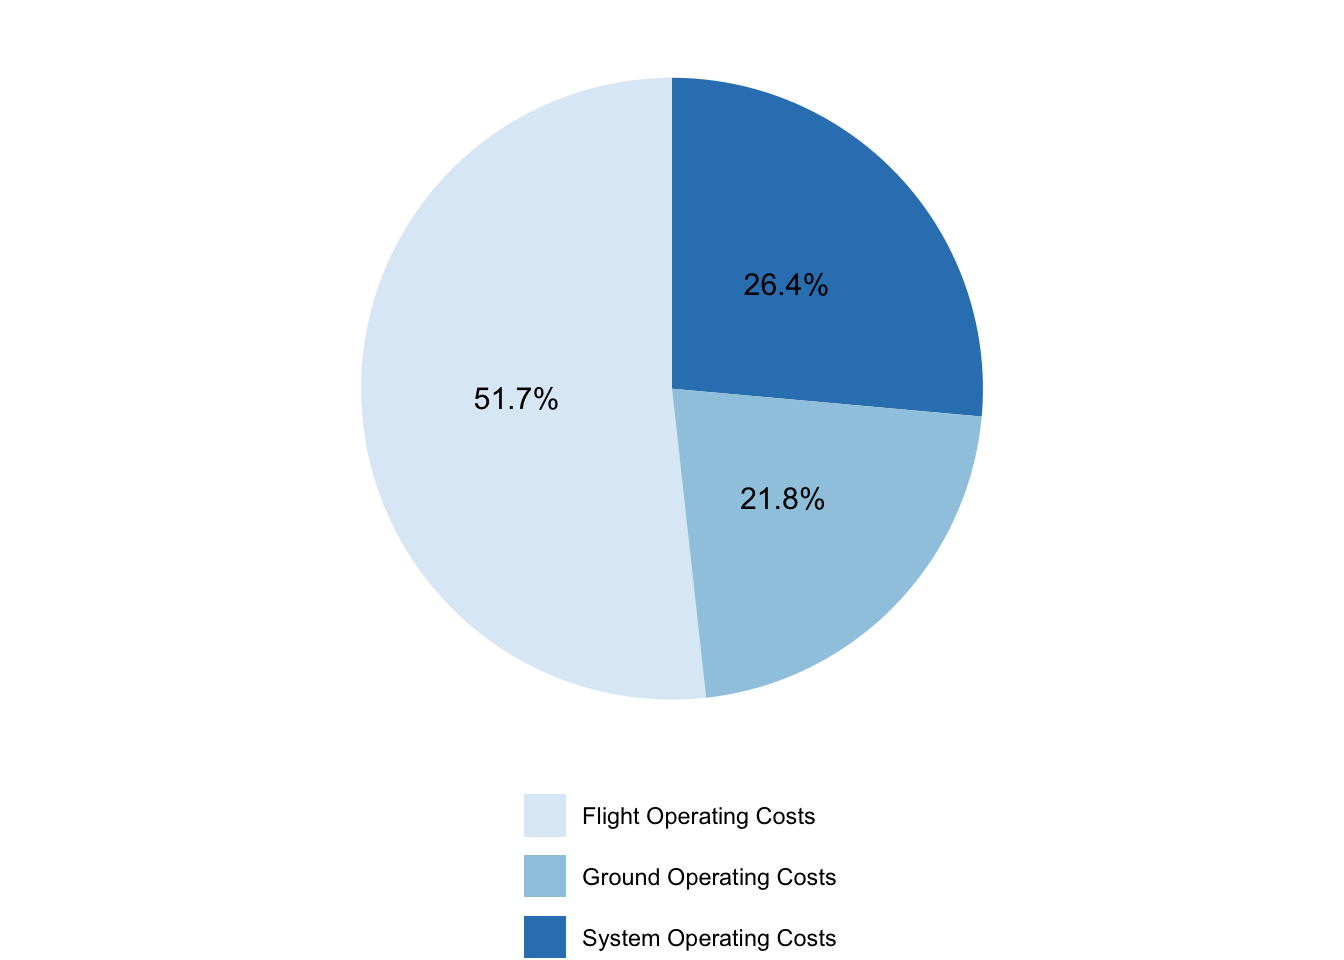 26.4%
51.7%
21.8%
Flight Operating Costs
Ground Operating Costs
System Operating Costs